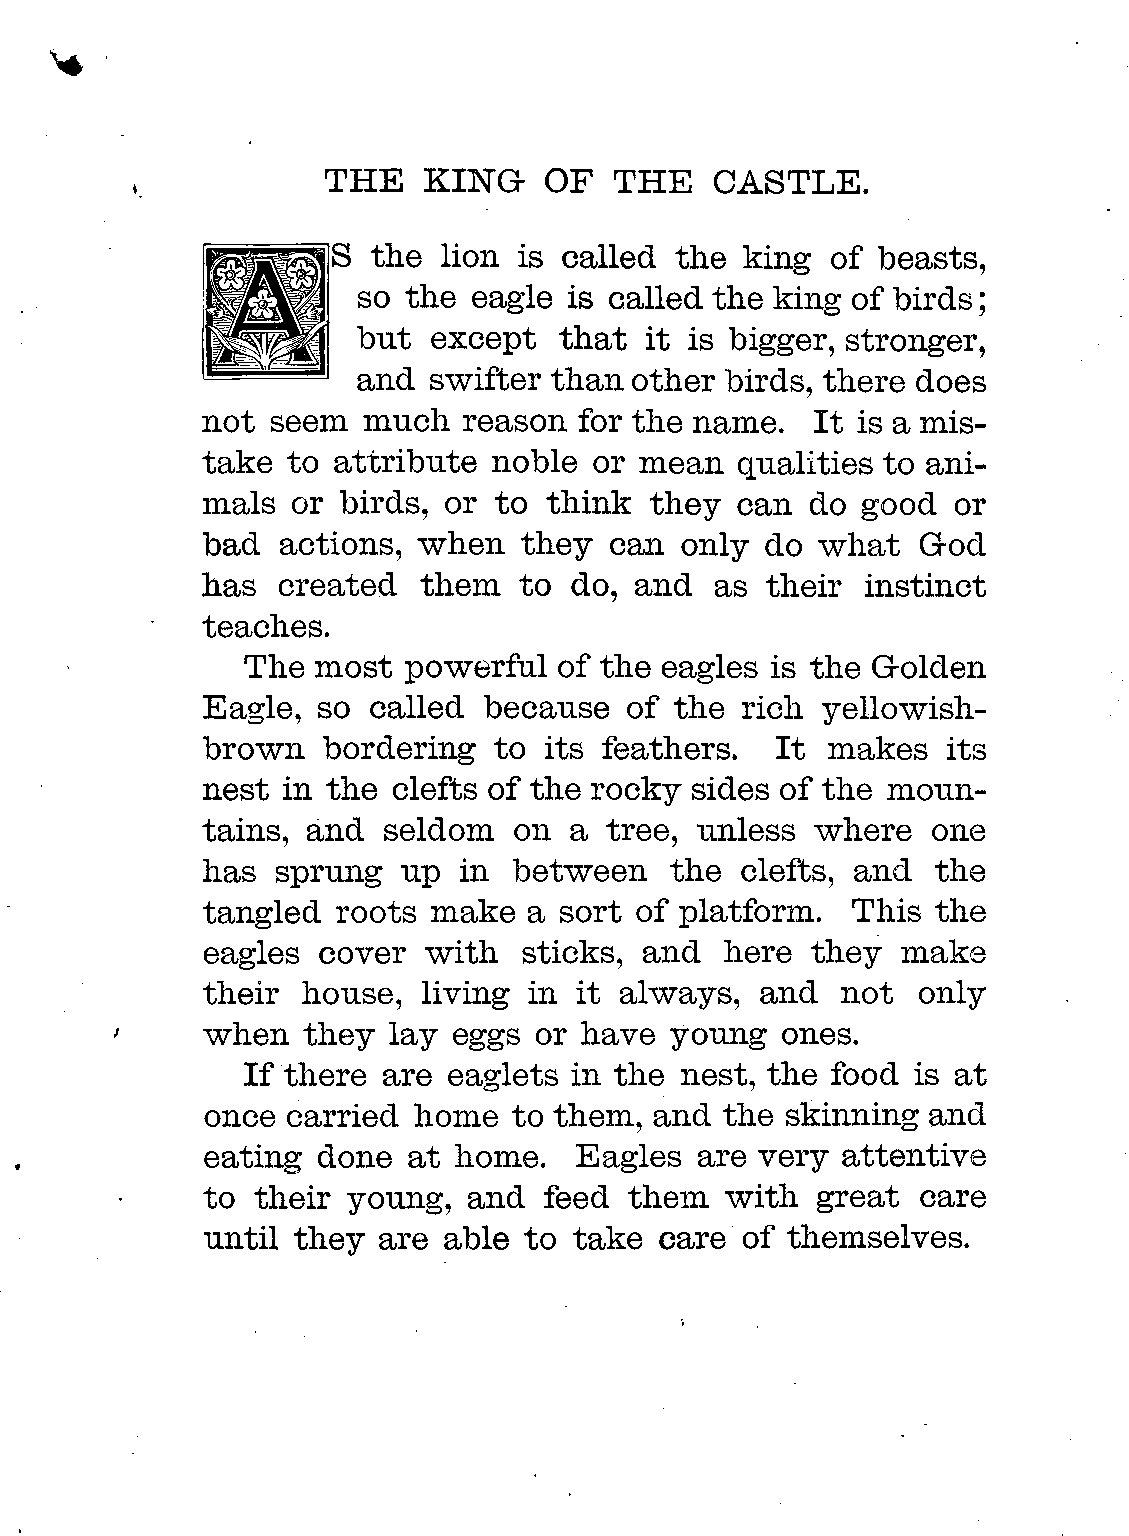 THE KING OF THE CASTLE.
AS the lion is called the king of beasts,
so the eagle is called the king of birds;
but except that it is bigger, stronger,
and swifter than other birds, there does
not seem much reason for the name. It is a mis-
take to attribute noble or mean qualities to ani-
mals or birds, or to think they can do good or
bad actions, when they can only do what God
has created them to do, and as their instinct
teaches.
The most powerful of the eagles is the Golden
Eagle, so called because of the rich yellowish-
brown bordering to its feathers. It makes its
nest in the clefts of the rocky sides of the moun-
tains, and seldom on a tree, unless where one
has sprung up in between the clefts, and the
tangled roots make a sort of platform. This the
eagles cover with sticks, and here they make
their house, living in it always, and not only
when they lay eggs or have young ones.
If there are eaglets in the nest, the food is at
once carried home to them, and the skinning and
eating done at home. Eagles are very attentive
to their young, and feed them with great care
until they are able to take care of themselves.